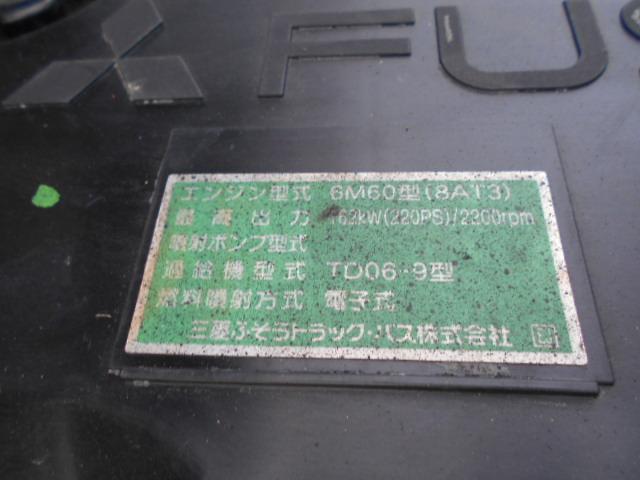 FUS
エンジン型式 6M60型(8AT3)
最高出力 162kW(220PS)/2200rpm
噴射ポンプ型式
過給機型式 TD06-9型
燃料噴射方式 電子式
三菱ふそうトラック・バス株式会社